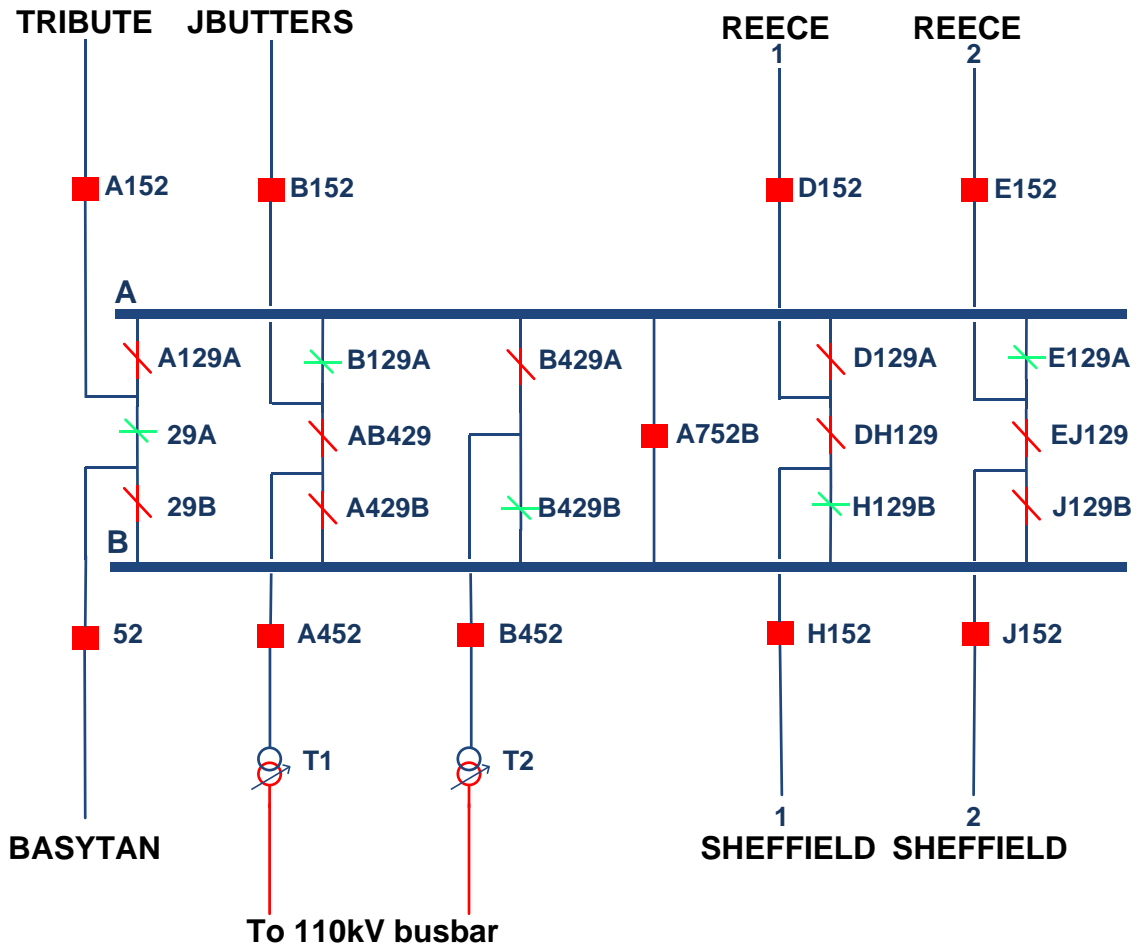 TRIBUTE JBUTTERS REECE REECE
1 2
A152 B152 D152 E152
A
A129A B129A B429A D129A E129A
29A AB429 A752B DH129 EJ129
29B A429B B429B H129B J129B
B
52 A452 B452 H152 J152
T1 T2
1 2
BASYTAN SHEFFIELD SHEFFIELD
To 110kV busbar